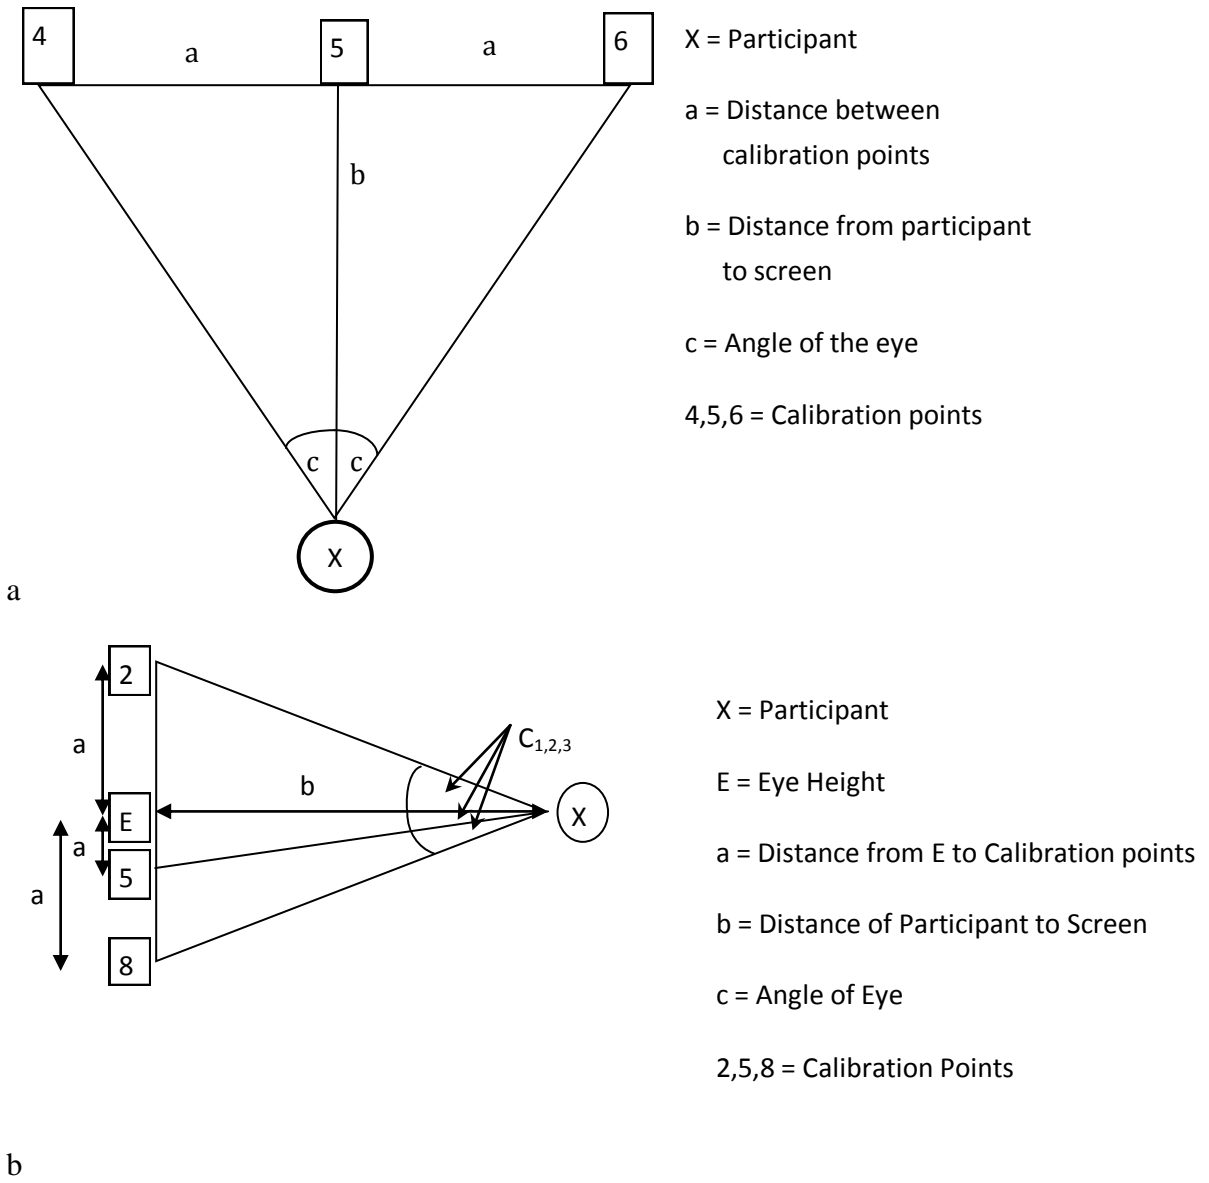 4
a
5
a
6
b
c
c
X
X = Participant
a = Distance between
calibration points
b = Distance from participant
to screen
c = Angle of the eye
4,5,6 = Calibration points
a
2
a
E
a
5
a
8
b
C1,2,3
X
X = Participant
E = Eye Height
a = Distance from E to Calibration points
b = Distance of Participant to Screen
c = Angle of Eye
2,5,8 = Calibration Points
b